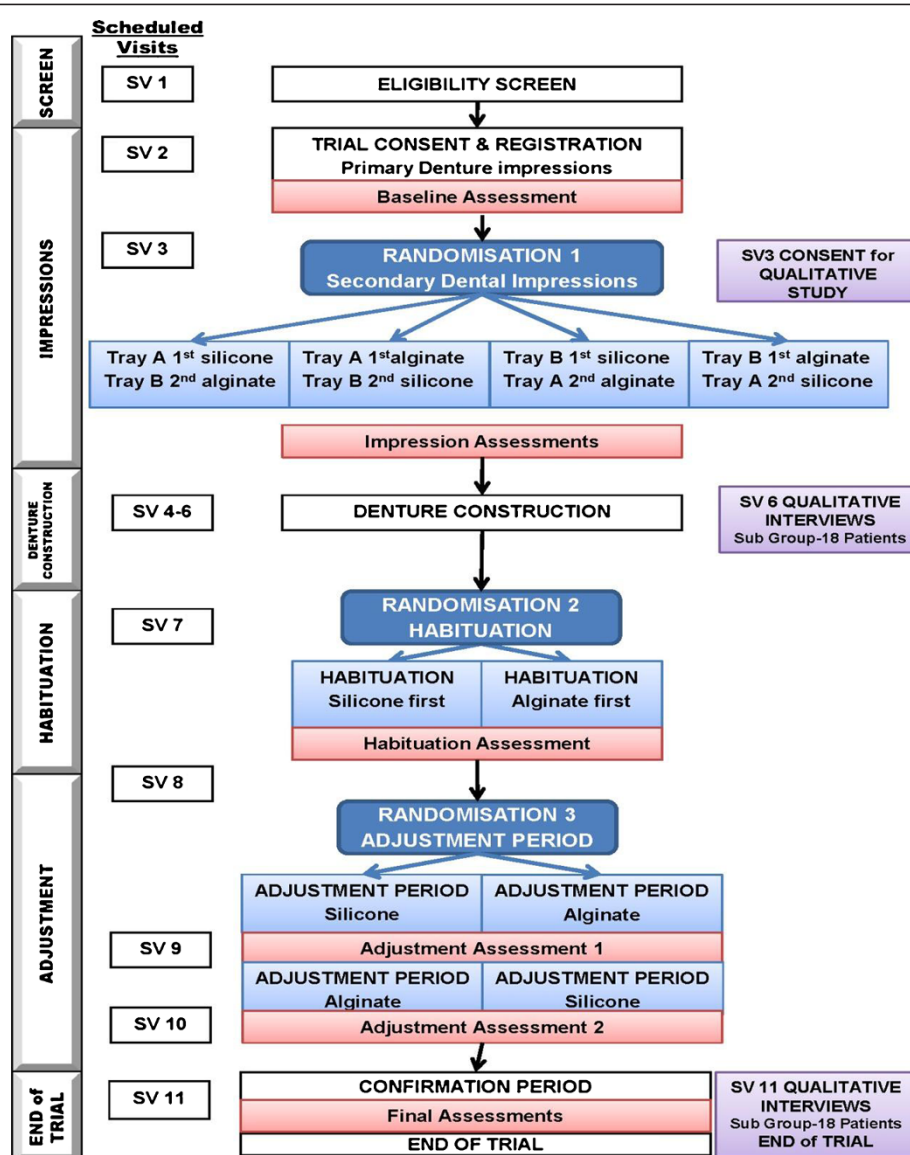 Scheduled
Visits
SCREEN
SV 1
ELIGIBILITY SCREEN
IMPRESSIONS
SV 2
TRIAL CONSENT & REGISTRATION
Primary Denture impressions
Baseline Assessment
SV 3
RANDOMISATION 1
Secondary Dental Impressions
SV3 CONSENT for
QUALITATIVE
STUDY
Tray A 1st silicone
Tray B 2nd alginate
Tray A 1stalginate
Tray B 2nd silicone
Tray B 1st silicone
Tray A 2nd alginate
Tray B 1st alginate
Tray A 2nd silicone
Impression Assessments
DENTURE
CONSTRUCTION
SV 4-6
DENTURE CONSTRUCTION
SV 6 QUALITATIVE
INTERVIEWS
Sub Group-18 Patients
HABITUATION
SV 7
RANDOMISATION 2
HABITUATION
HABITUATION
Silicone first
HABITUATION
Alginate first
Habituation Assessment
ADJUSTMENT
SV 8
RANDOMISATION 3
ADJUSTMENT PERIOD
ADJUSTMENT PERIOD
Silicone
ADJUSTMENT PERIOD
Alginate
SV 9
Adjustment Assessment 1
ADJUSTMENT PERIOD
Alginate
ADJUSTMENT PERIOD
Silicone
SV 10
Adjustment Assessment 2
END of
TRIAL
SV 11
CONFIRMATION PERIOD
Final Assessments
END OF TRIAL
SV 11 QUALITATIVE
INTERVIEWS
Sub Group-18 Patients
END of TRIAL